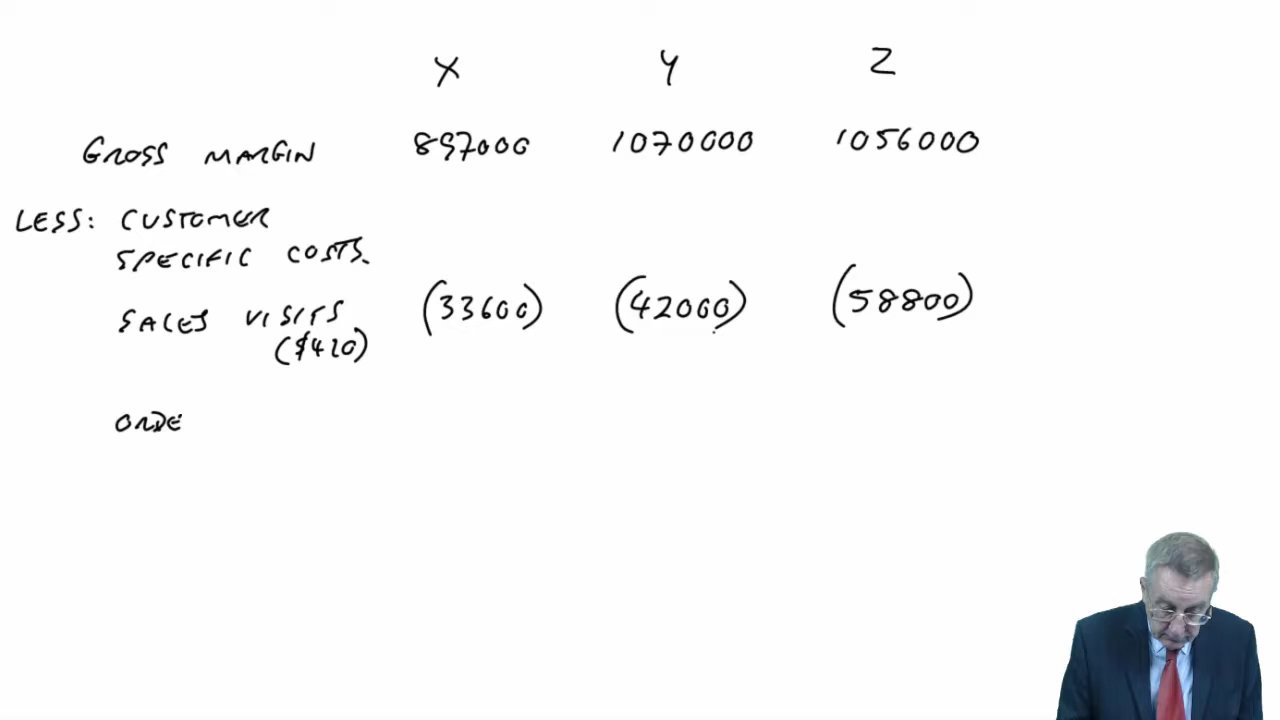 X Y Z
GROSS MARGIN 897000 1070000 1056000
LESS: CUSTOMER
SPECIFIC COSTS.
SALES VISITS (33600) (42000) (58800)
($420)
ORDE